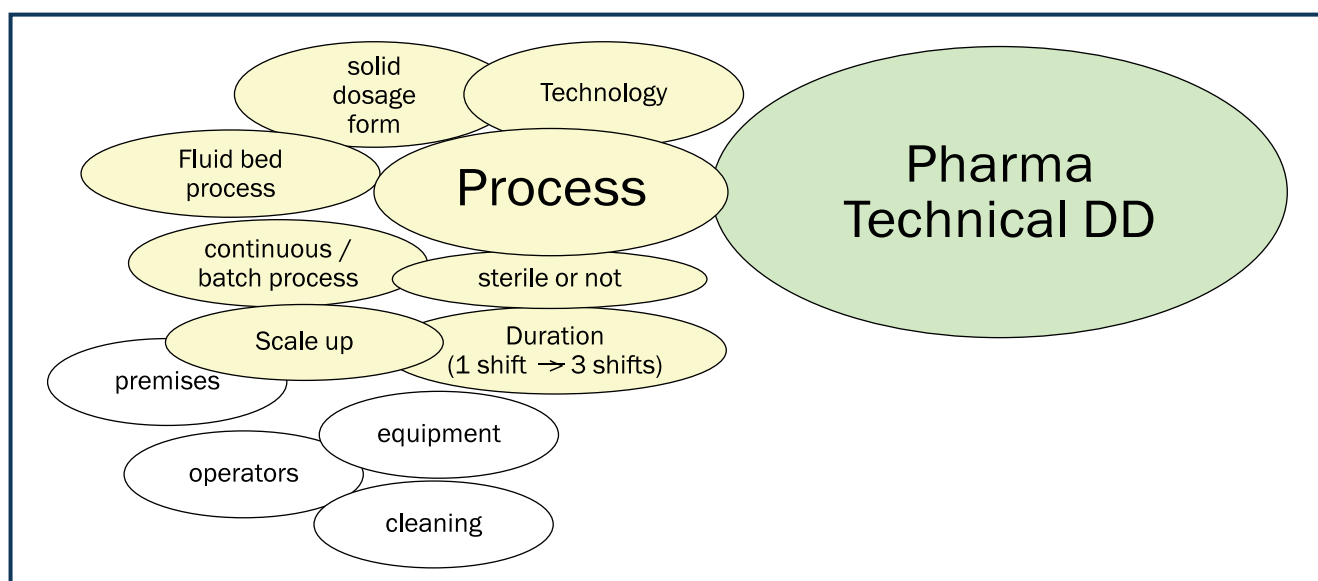 solid
dosage
form
Technology
Fluid bed
process
Process
Pharma
Technical DD
continuous /
batch process
sterile or not
Scale up
Duration
(1 shift → 3 shifts)
premises
equipment
operators
cleaning